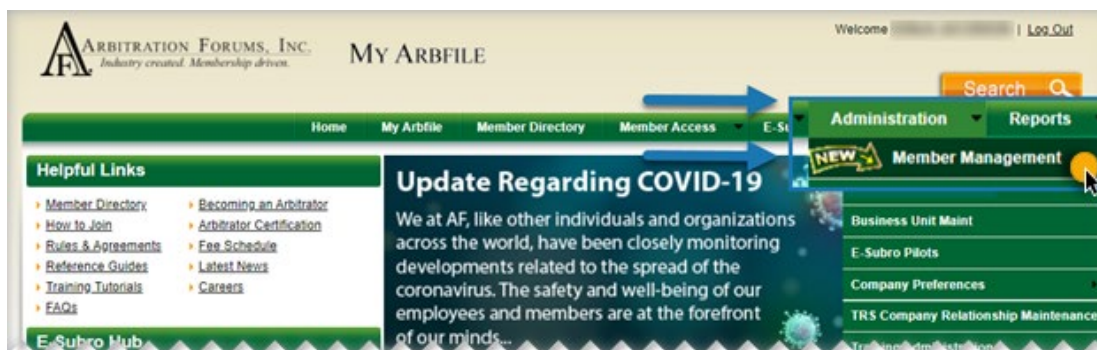 Welcome | Log Out
ARBITRATION FORUMS, INC.
Industry created. Membership driven.
MY ARBFILE
Search
Home My Arbfile Member Directory Member Access E-Su
Administration Reports
NEW Member Management
Helpful Links
Member Directory
How to Join
Rules & Agreements
Reference Guides
Training Tutorials
FAQs
Becoming an Arbitrator
Arbitrator Certification
Fee Schedule
Latest News
Careers
E-Subro Hub
Update Regarding COVID-19
We at AF, like other individuals and organizations
across the world, have been closely monitoring
developments related to the spread of the
coronavirus. The safety and well-being of our
employees and members are at the forefront
of our minds...
Business Unit Maint
E-Subro Pilots
Company Preferences
TRS Company Relationship Maintenance
Training Administration